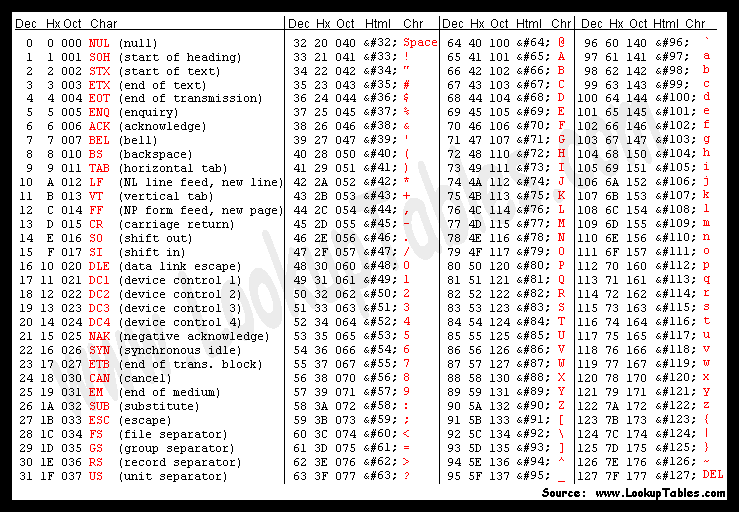 Dec Hx Oct Char Dec Hx Oct Html Chr Dec Hx Oct Html Chr Dec Hx Oct Html Chr
0 0 000 NUL (null) 32 20 040 &#32; Space 64 40 100 &#64; @ 96 60 140 &#96; `
1 1 001 SOH (start of heading) 33 21 041 &#33; ! 65 41 101 &#65; A 97 61 141 &#97; a
2 2 002 STX (start of text) 34 22 042 &#34; " 66 42 102 &#66; B 98 62 142 &#98; b
3 3 003 ETX (end of text) 35 23 043 &#35; # 67 43 103 &#67; C 99 63 143 &#99; c
4 4 004 EOT (end of transmission) 36 24 044 &#36; $ 68 44 104 &#68; D 100 64 144 &#100; d
5 5 005 ENQ (enquiry) 37 25 045 &#37; % 69 45 105 &#69; E 101 65 145 &#101; e
6 6 006 ACK (acknowledge) 38 26 046 &#38; & 70 46 106 &#70; F 102 66 146 &#102; f
7 7 007 BEL (bell) 39 27 047 &#39; ' 71 47 107 &#71; G 103 67 147 &#103; g
8 8 010 BS (backspace) 40 28 050 &#40; ( 72 48 110 &#72; H 104 68 150 &#104; h
9 9 011 TAB (horizontal tab) 41 29 051 &#41; ) 73 49 111 &#73; I 105 69 151 &#105; i
10 A 012 LF (NL line feed, new line) 42 2A 052 &#42; * 74 4A 112 &#74; J 106 6A 152 &#106; j
11 B 013 VT (vertical tab) 43 2B 053 &#43; + 75 4B 113 &#75; K 107 6B 153 &#107; k
12 C 014 FF (NP form feed, new page) 44 2C 054 &#44; , 76 4C 114 &#76; L 108 6C 154 &#108; l
13 D 015 CR (carriage return) 45 2D 055 &#45; - 77 4D 115 &#77; M 109 6D 155 &#109; m
14 E 016 SO (shift out) 46 2E 056 &#46; . 78 4E 116 &#78; N 110 6E 156 &#110; n
15 F 017 SI (shift in) 47 2F 057 &#47; / 79 4F 117 &#79; O 111 6F 157 &#111; o
16 10 020 DLE (data link escape) 48 30 060 &#48; 0 80 50 120 &#80; P 112 70 160 &#112; p
17 11 021 DC1 (device control 1) 49 31 061 &#49; 1 81 51 121 &#81; Q 113 71 161 &#113; q
18 12 022 DC2 (device control 2) 50 32 062 &#50; 2 82 52 122 &#82; R 114 72 162 &#114; r
19 13 023 DC3 (device control 3) 51 33 063 &#51; 3 83 53 123 &#83; S 115 73 163 &#115; s
20 14 024 DC4 (device control 4) 52 34 064 &#52; 4 84 54 124 &#84; T 116 74 164 &#116; t
21 15 025 NAK (negative acknowledge) 53 35 065 &#53; 5 85 55 125 &#85; U 117 75 165 &#117; u
22 16 026 SYN (synchronous idle) 54 36 066 &#54; 6 86 56 126 &#86; V 118 76 166 &#118; v
23 17 027 ETB (end of trans. block) 55 37 067 &#55; 7 87 57 127 &#87; W 119 77 167 &#119; w
24 18 030 CAN (cancel) 56 38 070 &#56; 8 88 58 130 &#88; X 120 78 170 &#120; x
25 19 031 EM (end of medium) 57 39 071 &#57; 9 89 59 131 &#89; Y 121 79 171 &#121; y
26 1A 032 SUB (substitute) 58 3A 072 &#58; : 90 5A 132 &#90; Z 122 7A 172 &#122; z
27 1B 033 ESC (escape) 59 3B 073 &#59; ; 91 5B 133 &#91; [ 123 7B 173 &#123; {
28 1C 034 FS (file separator) 60 3C 074 &#60; < 92 5C 134 &#92; \ 124 7C 174 &#124; |
29 1D 035 GS (group separator) 61 3D 075 &#61; = 93 5D 135 &#93; ] 125 7D 175 &#125; }
30 1E 036 RS (record separator) 62 3E 076 &#62; > 94 5E 136 &#94; ^ 126 7E 176 &#126; ~
31 1F 037 US (unit separator) 63 3F 077 &#63; ? 95 5F 137 &#95; _ 127 7F 177 &#127; DEL
Source: www.LookupTables.com
www.LookupTables.com